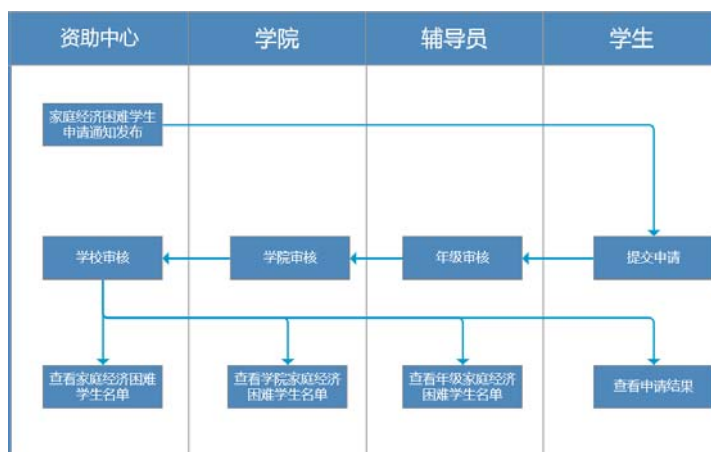 资助中心
学院
辅导员
学生
家庭经济困难学生
申请通知发布
学校审核
学院审核
年级审核
提交申请
查看家庭经济困难
学生名单
查看学院家庭经济
困难学生名单
查看年级家庭经济
困难学生名单
查看申请结果